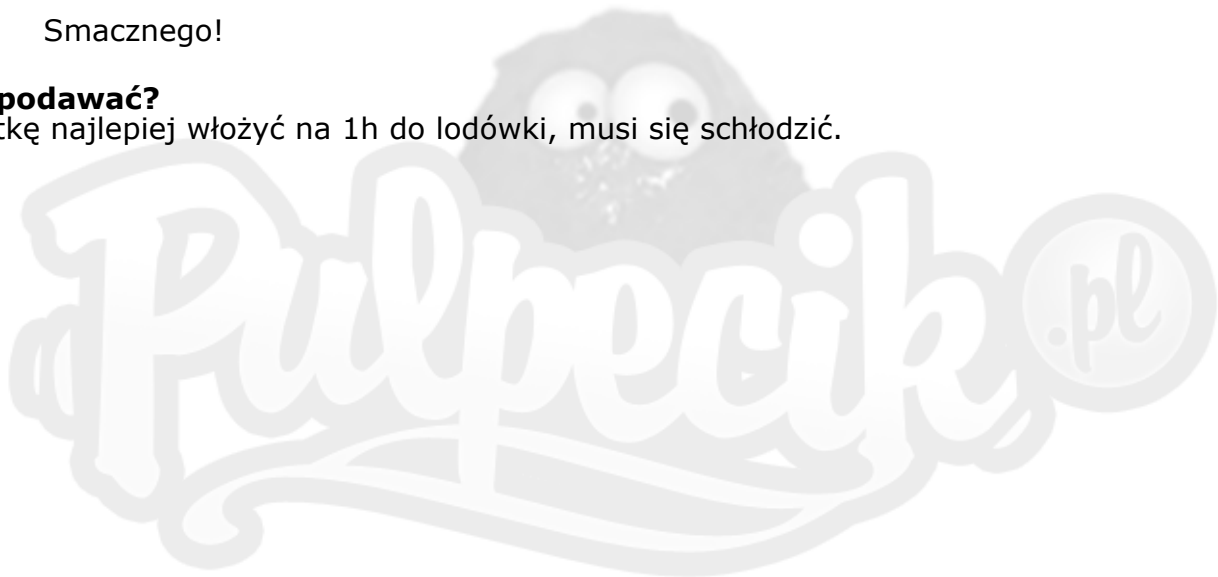 Smacznego!
podawać?
tkę najlepiej włożyć na 1h do lodówki, musi się schłodzić.
Pulpecik.pl